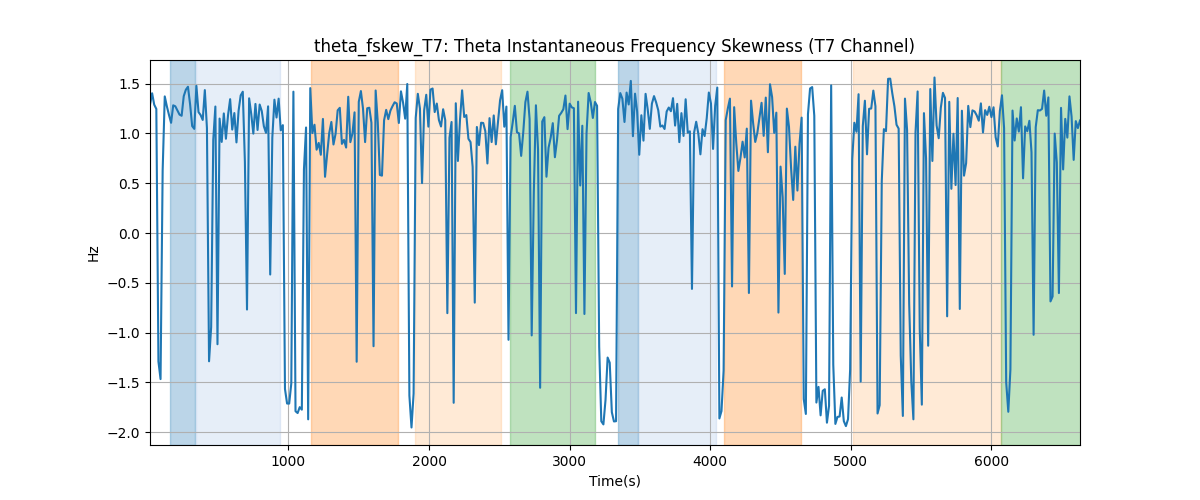 theta_fskew_T7: Theta Instantaneous Frequency Skewness (T7 Channel)
Hz
1.5
1.0
0.5
0.0
−0.5
−1.0
−1.5
−2.0
1000 2000 3000 4000 5000 6000
Time(s)